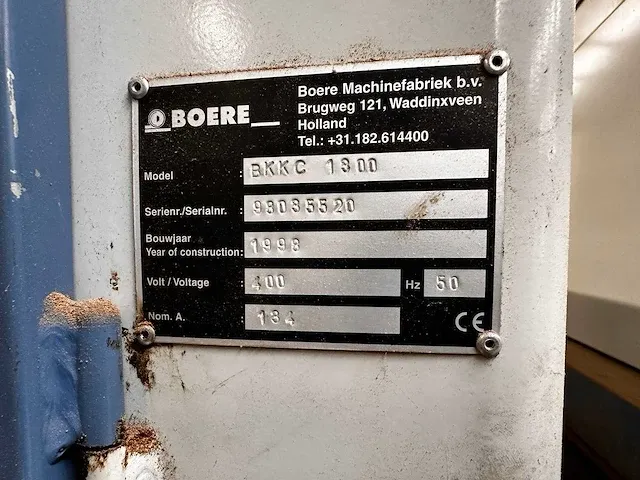 BOERE
Boere Machinefabriek b.v.
Brugweg 121, Waddinxveen
Holland
Tel.: +31.182.614400
Model : BKKC 1300
Serienr./Serialnr. : 98035520
Bouwjaar
Year of construction: 1998
Volt / Voltage : 400 Hz 50
Nom. A. : 134
CE